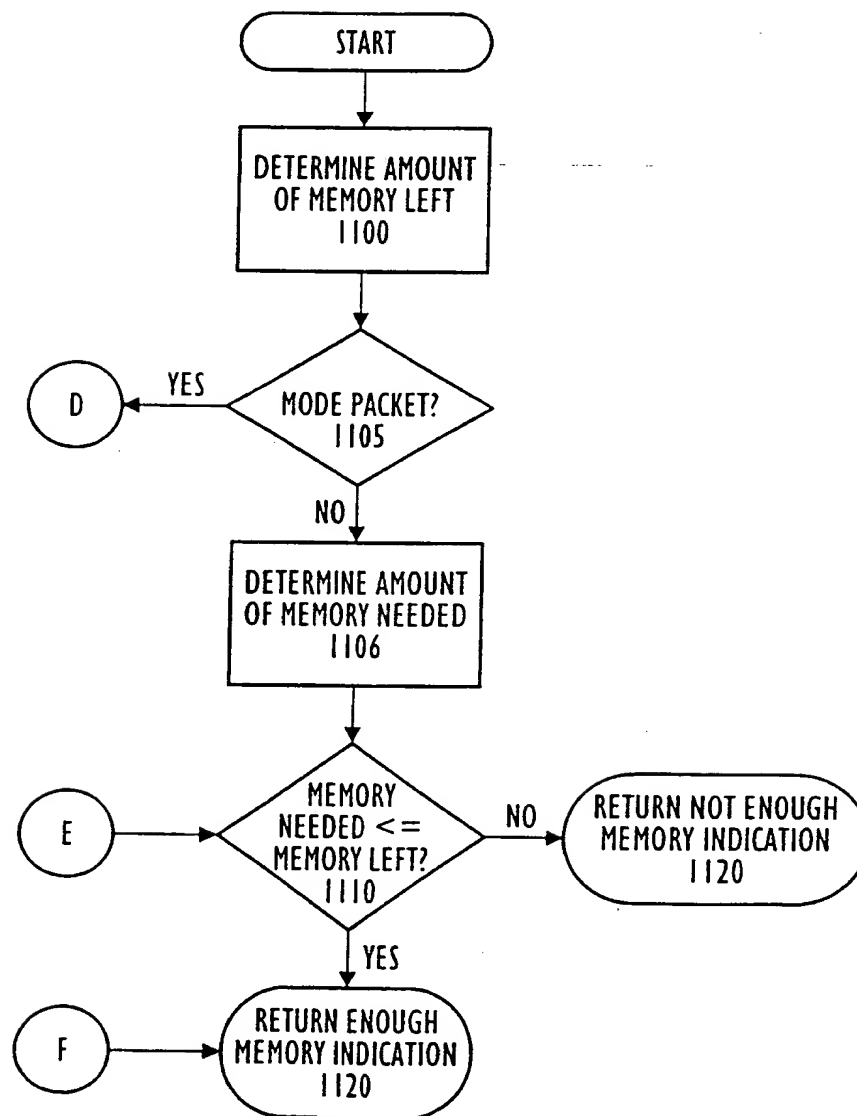 START
DETERMINE AMOUNT
OF MEMORY LEFT
1100
D
YES
MODE PACKET?
1105
NO
DETERMINE AMOUNT
OF MEMORY NEEDED
1106
E
MEMORY
NEEDED <=
MEMORY LEFT?
1110
NO
RETURN NOT ENOUGH
MEMORY INDICATION
1120
YES
F
RETURN ENOUGH
MEMORY INDICATION
1120